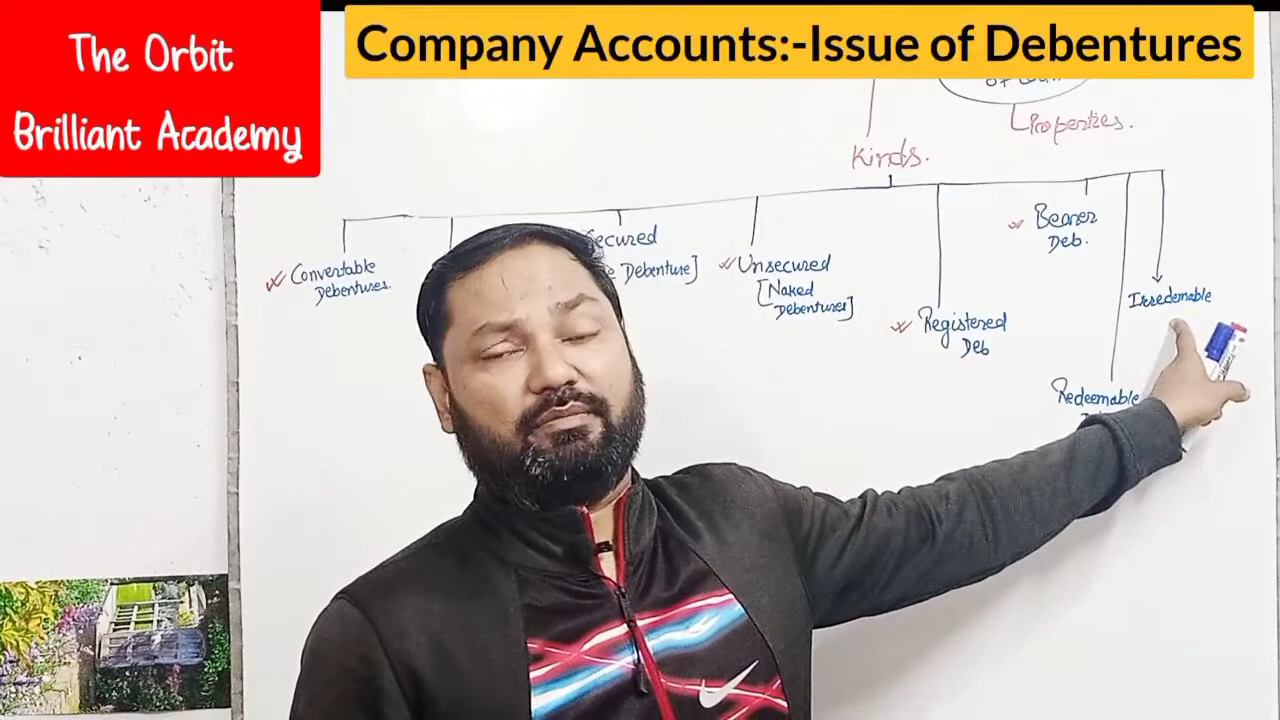 The Orbit
Brilliant Academy
Company Accounts:-Issue of Debentures
Properties.
Kinds.
Convertable
Debentures.
Secured
Debenture]
Unsecured
[Naked
Debentures]
Registered
Deb
Bearer
Deb.
Irredemable
Redeemable